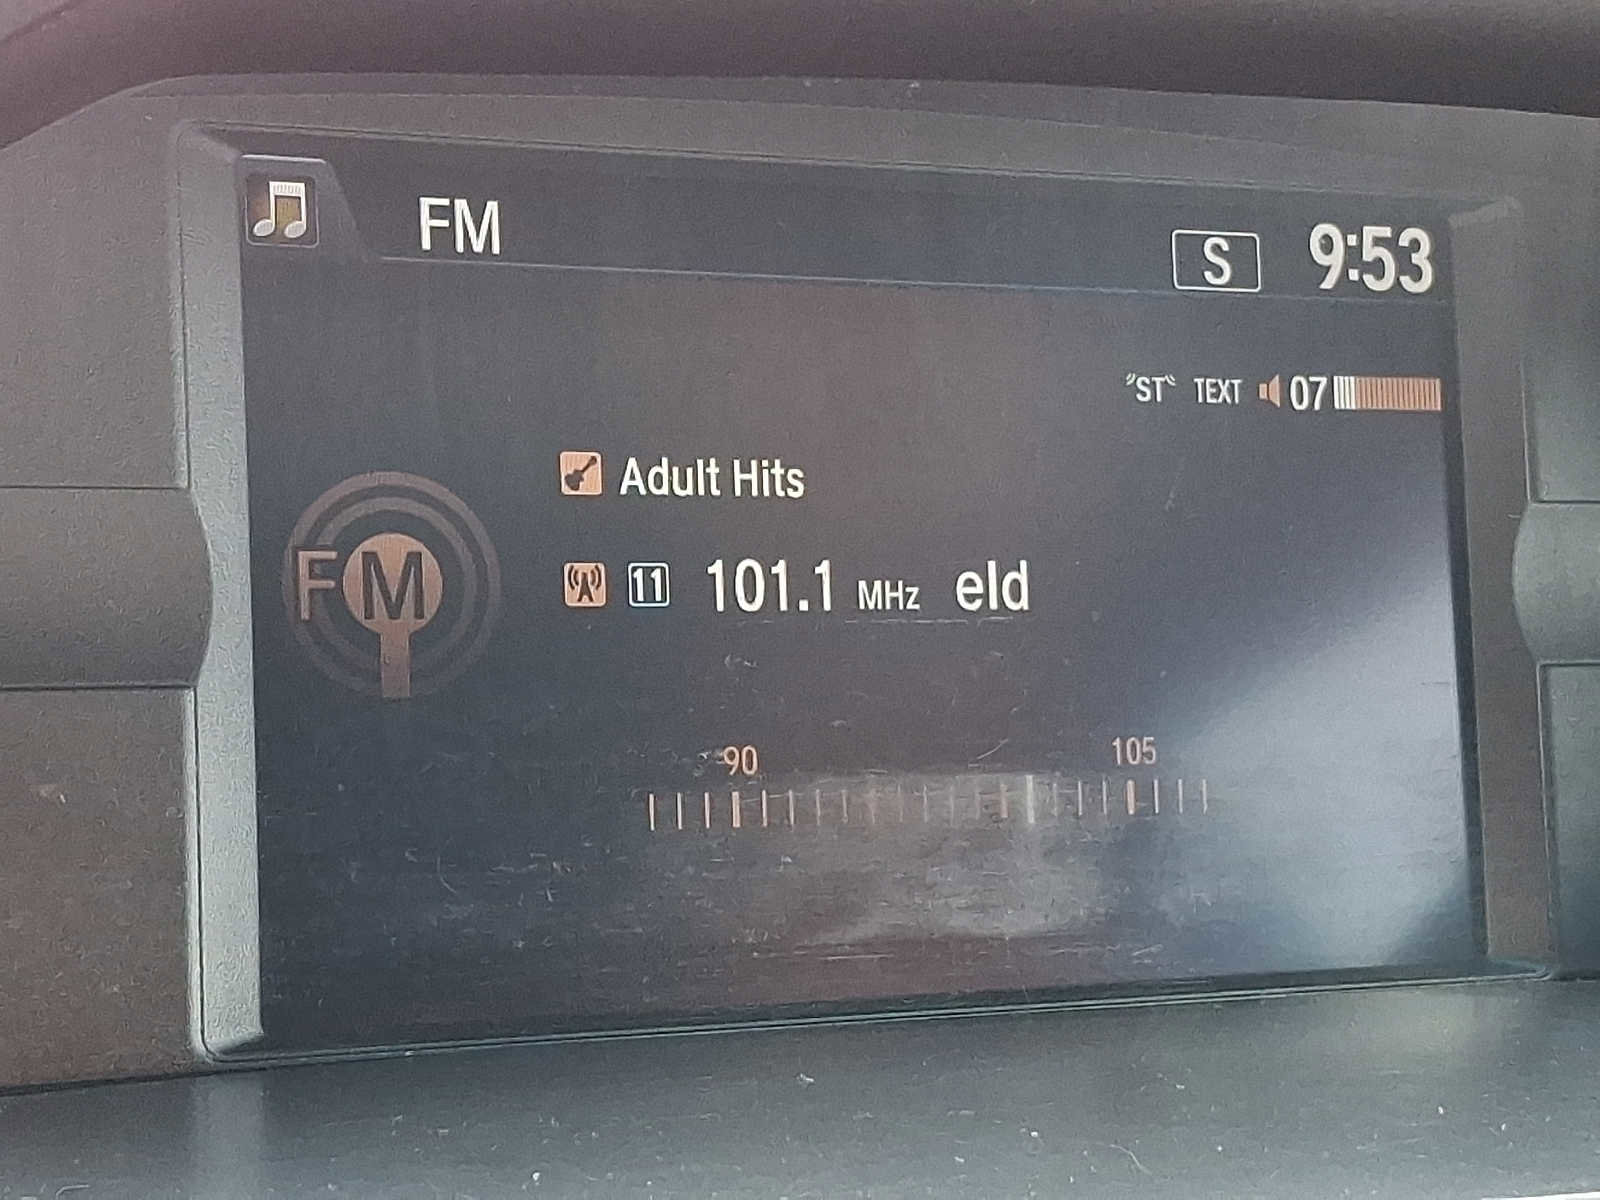 FM
S 9:53
ST TEXT 07
Adult Hits
FM
11 101.1 MHz eld
90 105